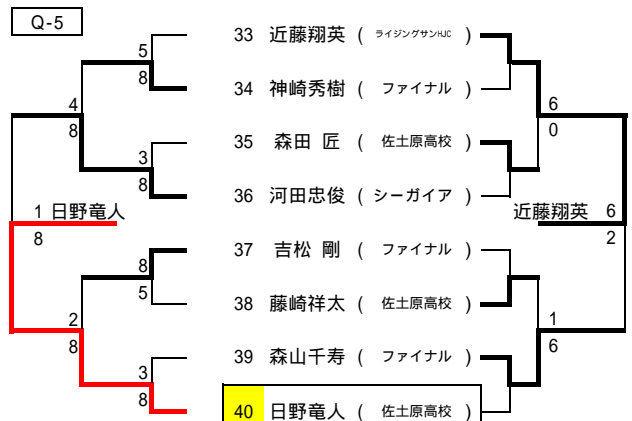 Q-5
33 近藤翔英 ( ライジングサンHJC )
5
8
34 神崎秀樹 ( ファイナル )
4
8
6
0
35 森田 匠 ( 佐土原高校 )
3
8
36 河田忠俊 ( シーガイア )
1 日野竜人
8
近藤翔英 6
2
37 吉松 剛 ( ファイナル )
8
5
38 藤崎祥太 ( 佐土原高校 )
2
8
1
6
39 森山千寿 ( ファイナル )
3
8
40 日野竜人 ( 佐土原高校 )